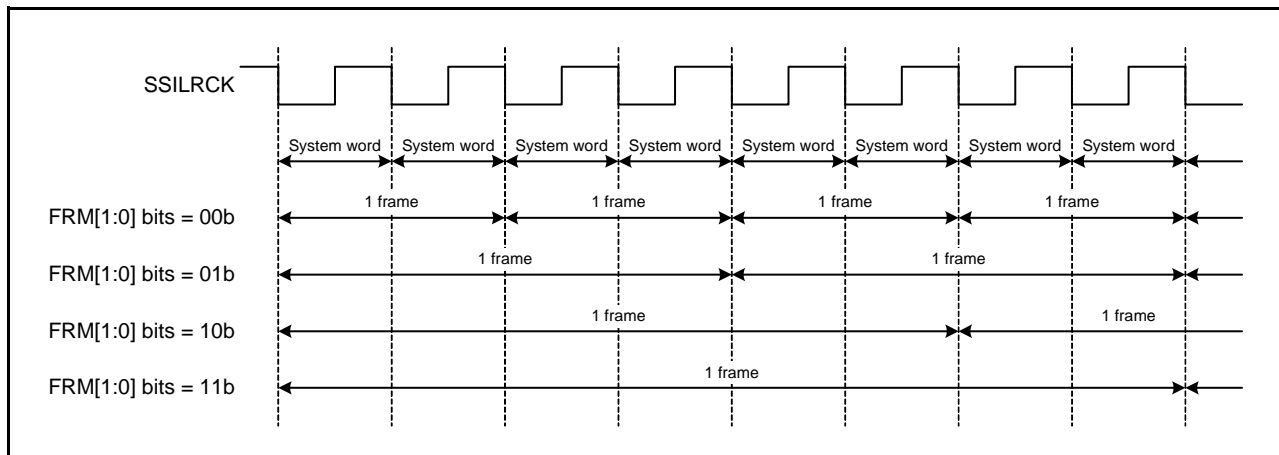 SSILRCK
System word System word System word System word System word System word System word System word
FRM[1:0] bits = 00b 1 frame 1 frame 1 frame 1 frame
FRM[1:0] bits = 01b 1 frame 1 frame
FRM[1:0] bits = 10b 1 frame 1 frame
FRM[1:0] bits = 11b 1 frame